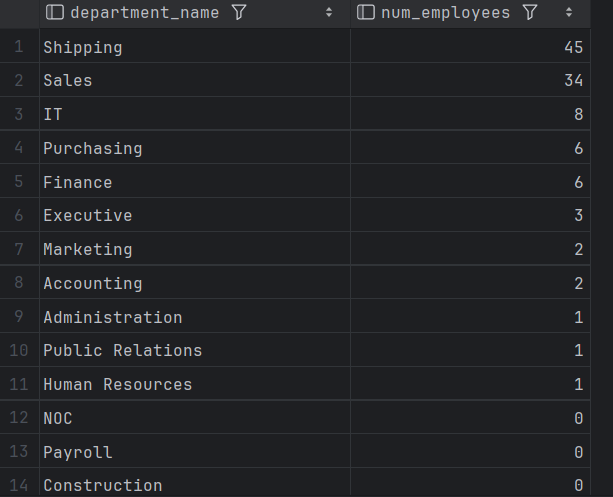 department_name num_employees
1 Shipping 45
2 Sales 34
3 IT 8
4 Purchasing 6
5 Finance 6
6 Executive 3
7 Marketing 2
8 Accounting 2
9 Administration 1
10 Public Relations 1
11 Human Resources 1
12 NOC 0
13 Payroll 0
14 Construction 0